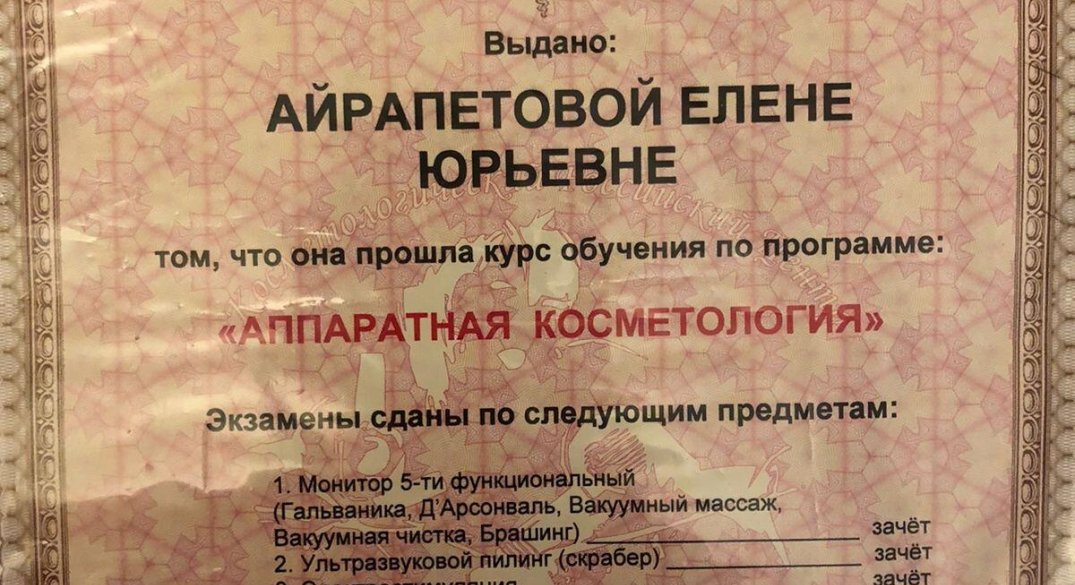 Выдано:
АЙРАПЕТОВОЙ ЕЛЕНЕ
ЮРЬЕВНЕ
том, что она прошла курс обучения по программе:
«АППАРАТНАЯ КОСМЕТОЛОГИЯ»
Экзамены сданы по следующим предметам:
1. Монитор 5-ти функциональный
(Гальваника, Д'Арсонваль, Вакуумный массаж,
Вакуумная чистка, Брашинг) зачёт
2. Ультразвуковой пилинг (скрабер) зачёт
зачёт